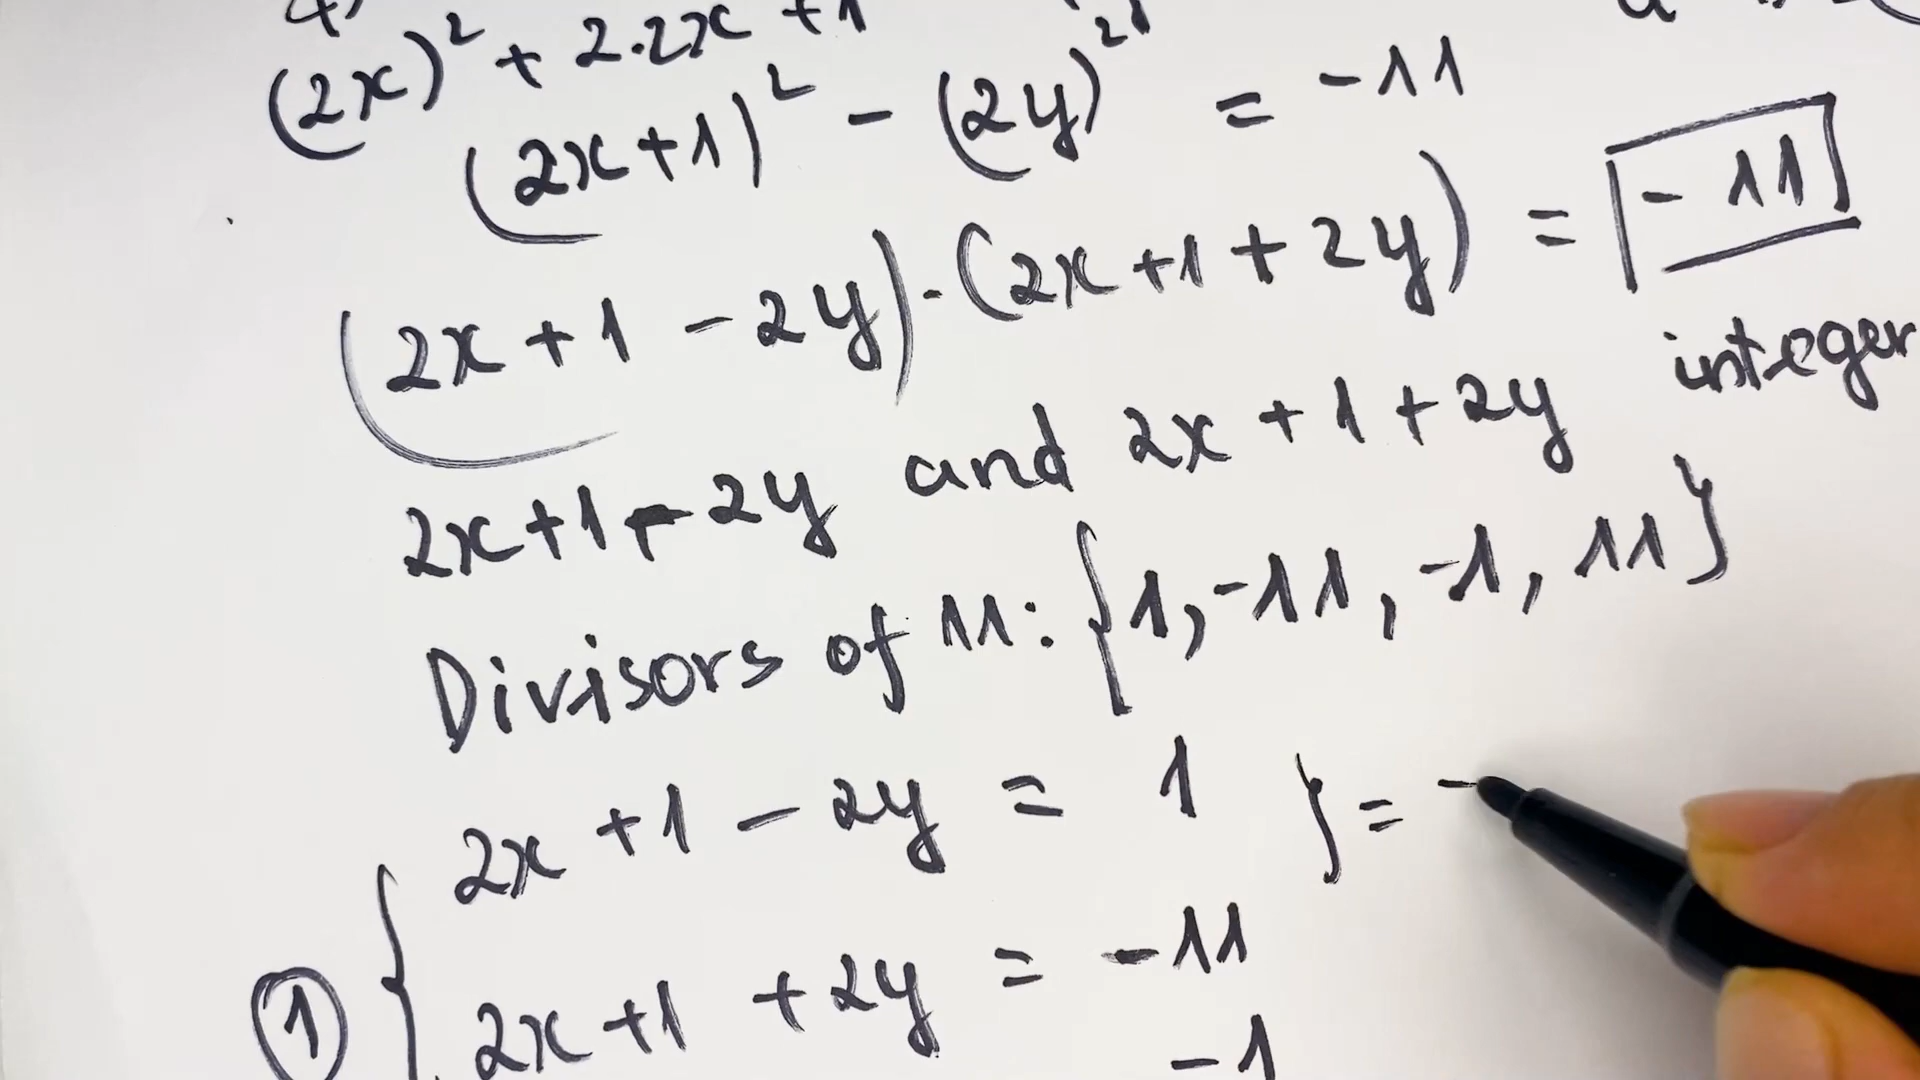 (2x)² + 2·2x + 1
(2x+1)² - (2y)² = -11
(2x + 1 - 2y)·(2x+1+2y) = -11
integer
2x+1-2y and 2x+1+2y
Divisors of 11: {1, -11, -1, 11}
2x+1-2y = 1 } = -
① { 2x+1+2y = -11
-1